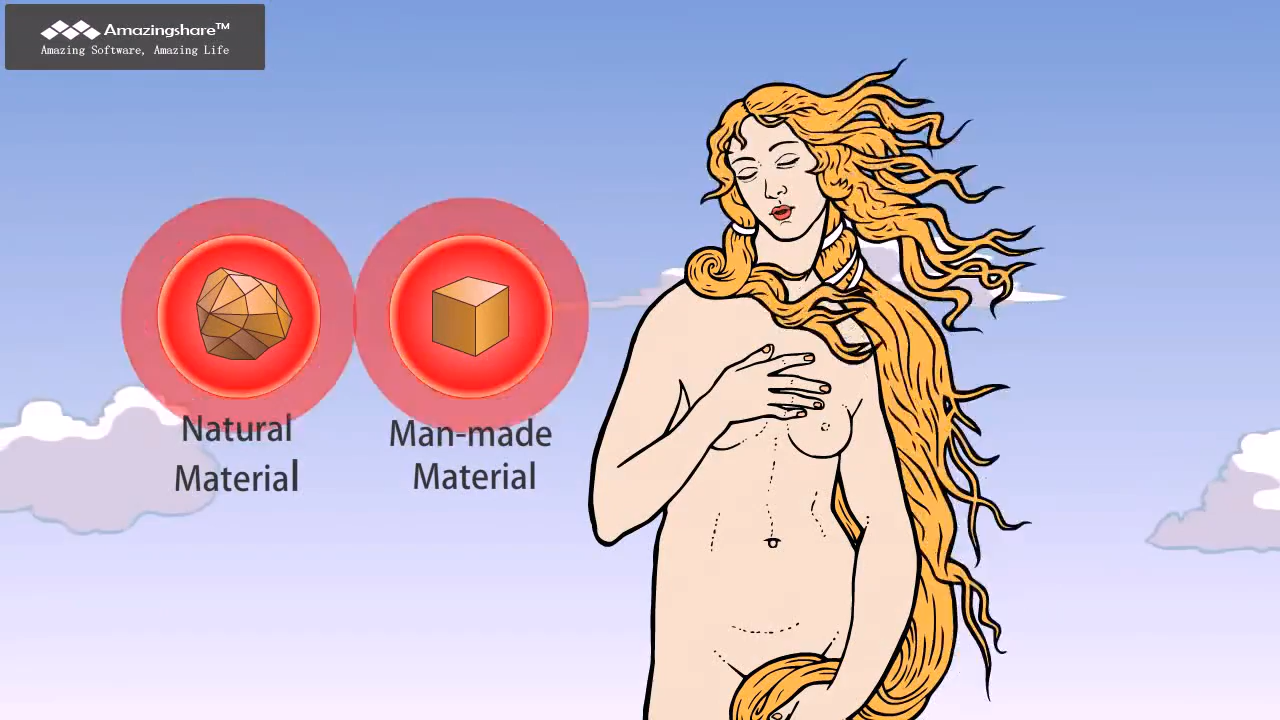 Amazingshare™
Amazing Software, Amazing Life
Natural
Material
Man-made
Material